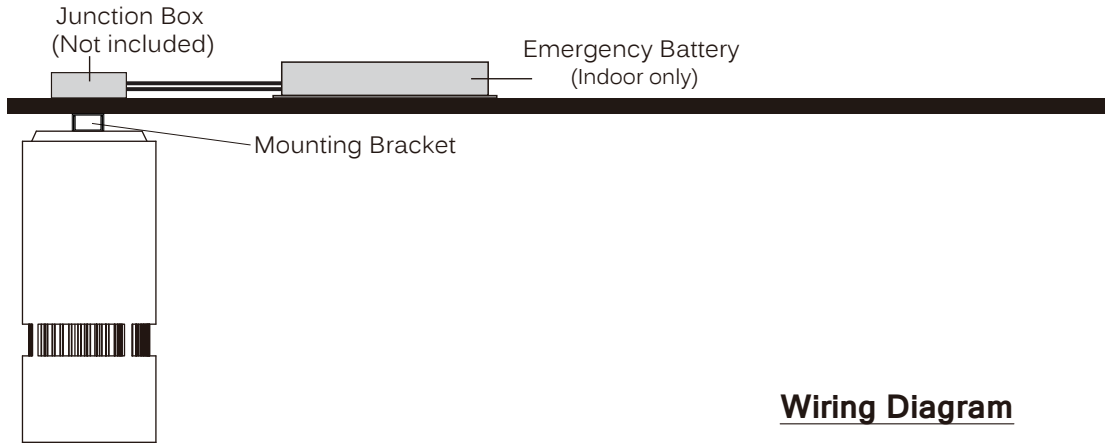 Junction Box
(Not included)
Emergency Battery
(Indoor only)
Mounting Bracket
Wiring Diagram